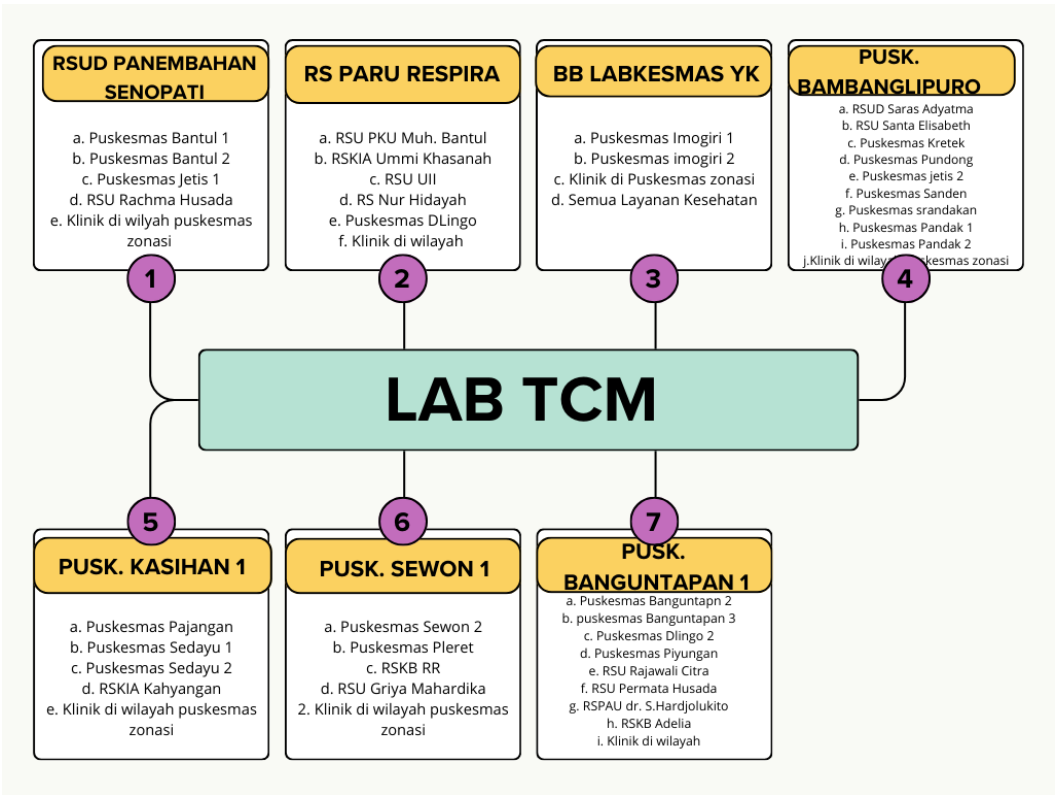 RSUD PANEMBAHAN
SENOPATI
a. Puskesmas Bantul 1
b. Puskesmas Bantul 2
c. Puskesmas Jetis 1
d. RSU Rachma Husada
e. Klinik di wilyah puskesmas
zonasi
1
RS PARU RESPIRA
a. RSU PKU Muh. Bantul
b. RSKIA Ummi Khasanah
c. RSU UII
d. RS Nur Hidayah
e. Puskesmas DLingo
f. Klinik di wilayah
2
BB LABKESMAS YK
a. Puskesmas Imogiri 1
b. Puskesmas imogiri 2
c. Klinik di Puskesmas zonasi
d. Semua Layanan Kesehatan
3
PUSK.
BAMBANGLIPURO
a. RSUD Saras Adyatma
b. RSU Santa Elisabeth
c. Puskesmas Kretek
d. Puskesmas Pundong
e. Puskesmas jetis 2
f. Puskesmas Sanden
g. Puskesmas srandakan
h. Puskesmas Pandak 1
i. Puskesmas Pandak 2
j.Klinik di zonasi
4
LAB TCM
5
PUSK. KASIHAN 1
a. Puskesmas Pajangan
b. Puskesmas Sedayu 1
c. Puskesmas Sedayu 2
d. RSKIA Kahyangan
e. Klinik di wilayah puskesmas
zonasi
6
PUSK. SEWON 1
a. Puskesmas Sewon 2
b. Puskesmas Pleret
c. RSKB RR
d. RSU Griya Mahardika
2. Klinik di wilayah puskesmas
zonasi
7
PUSK.
BANGUNTAPAN 1
a. Puskesmas Banguntapn 2
b. puskesmas Banguntapan 3
c. Puskesmas Dlingo 2
d. Puskesmas Piyungan
e. RSU Rajawali Citra
f. RSU Permata Husada
g. RSPAU dr. S.Hardjolukito
h. RSKB Adelia
i. Klinik di wilayah